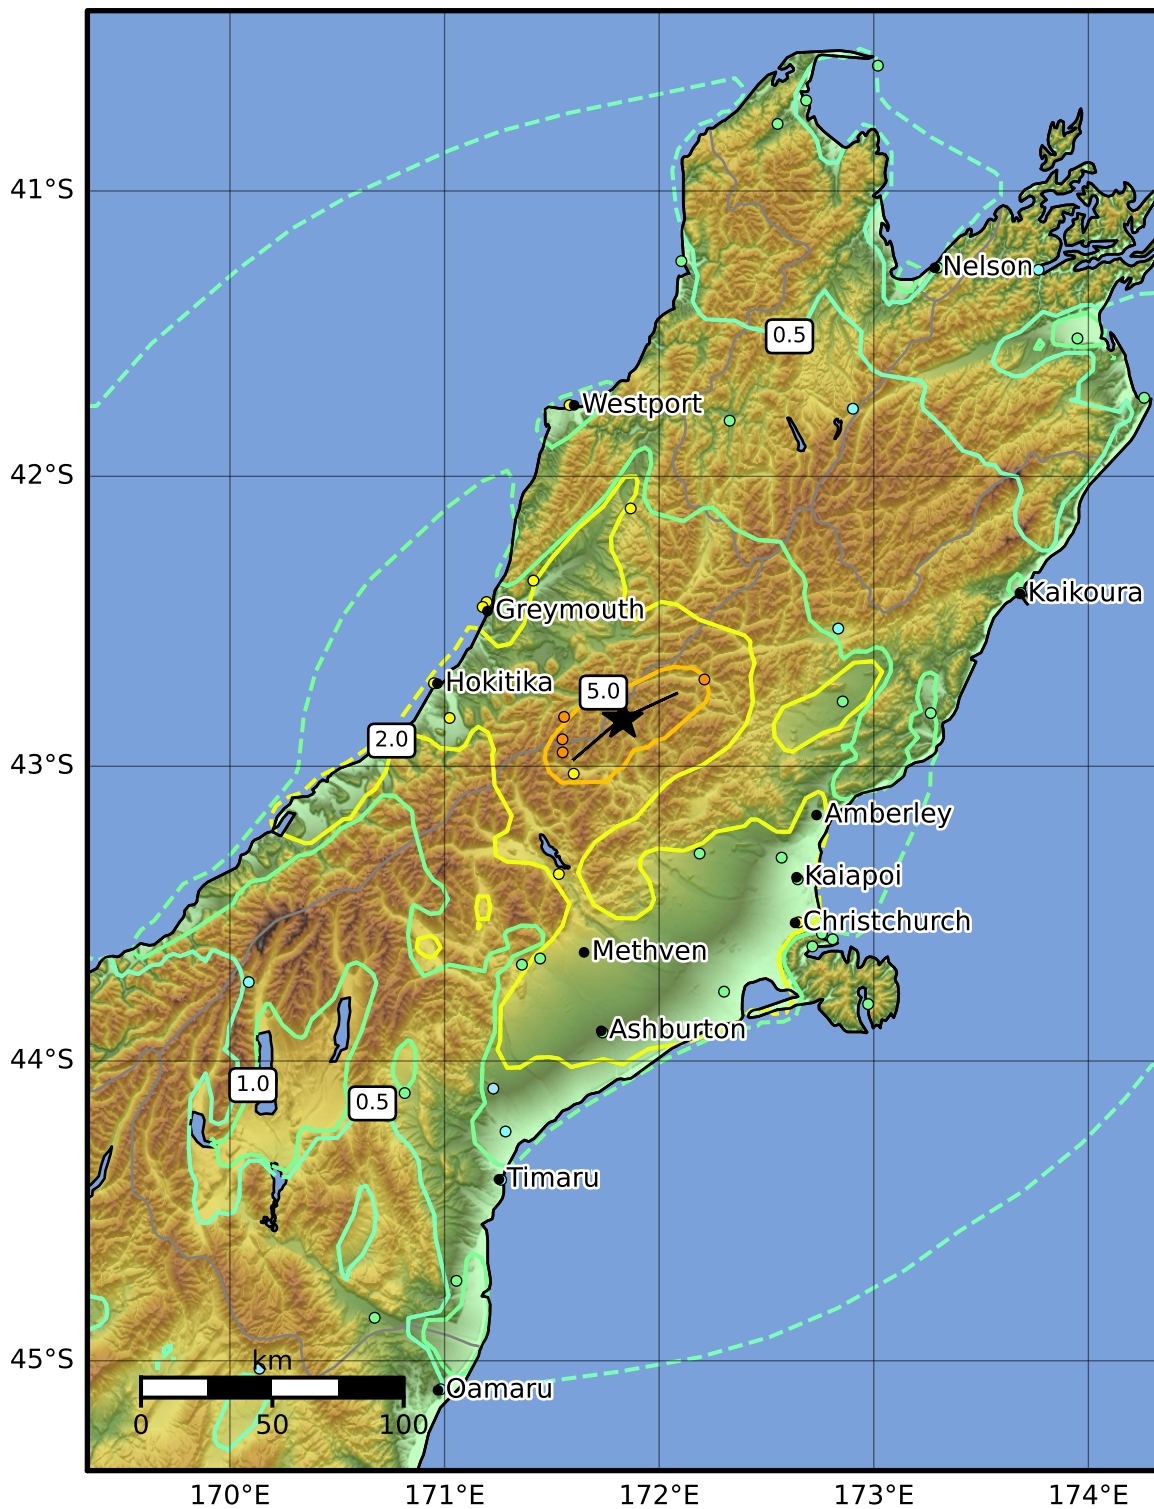 41°S
Nelson
0.5
Westport
42°S
Kaikoura
Greymouth
Hokitika
5.0
2.0
43°S
Amberley
Kaiapoi
Christchurch
Methven
Ashburton
44°S
1.0
0.5
Timaru
45°S
km
Oamaru
0 50 100
170°E 171°E 172°E 173°E 174°E